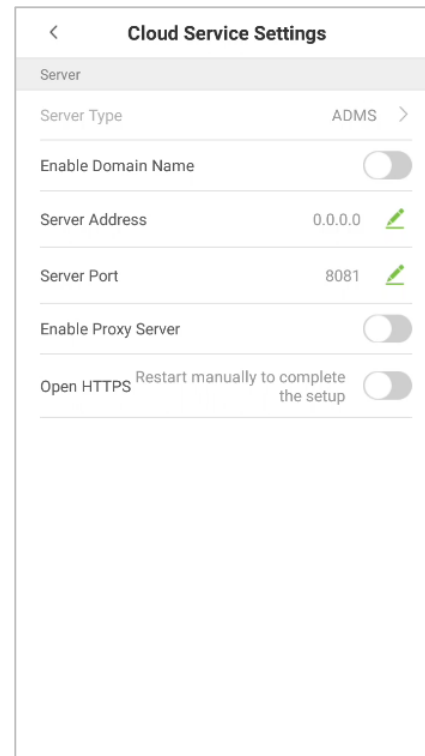 Cloud Service Settings
Server
Server Type ADMS
Enable Domain Name
Server Address 0.0.0.0
Server Port 8081
Enable Proxy Server
Open HTTPS Restart manually to complete
the setup